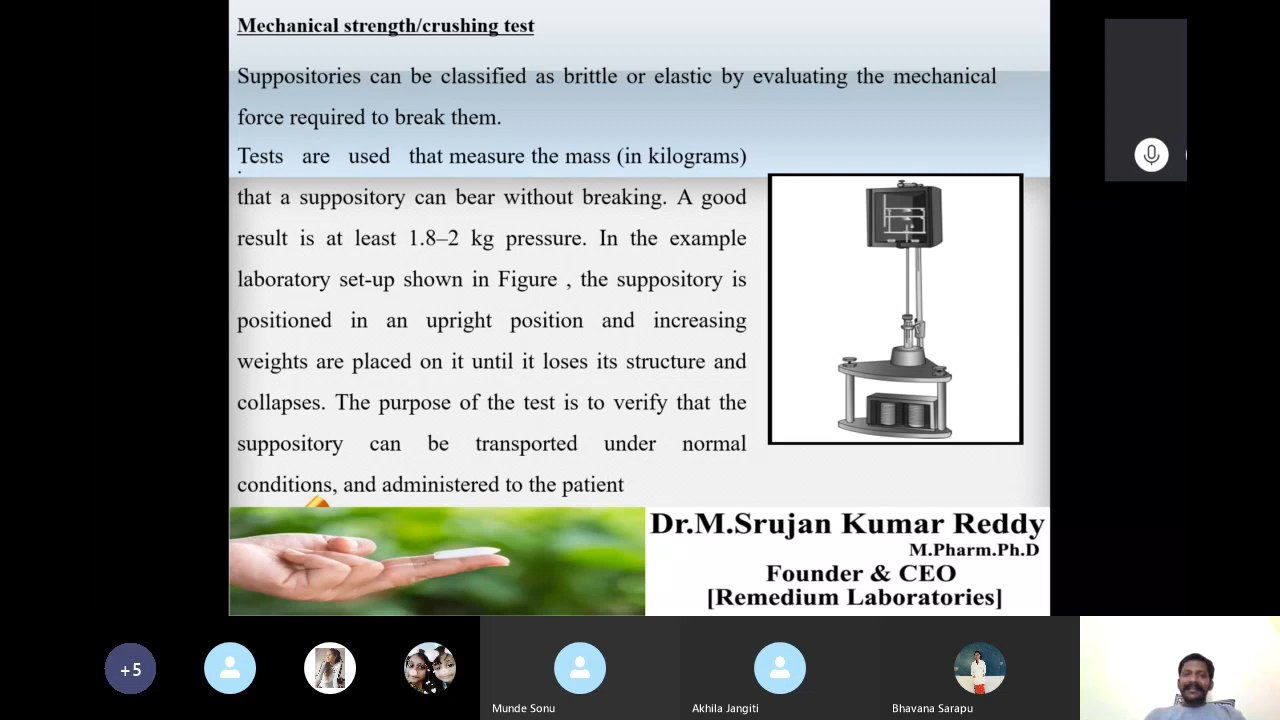 Mechanical strength/crushing test
Suppositories can be classified as brittle or elastic by evaluating the mechanical
force required to break them.
Tests are used that measure the mass (in kilograms)
that a suppository can bear without breaking. A good
result is at least 1.8–2 kg pressure. In the example
laboratory set-up shown in Figure , the suppository is
positioned in an upright position and increasing
weights are placed on it until it loses its structure and
collapses. The purpose of the test is to verify that the
suppository can be transported under normal
conditions, and administered to the patient
Dr.M.Srujan Kumar Reddy
M.Pharm.Ph.D
Founder & CEO
[Remedium Laboratories]
+5
Munde Sonu
Akhila Jangiti
Bhavana Sarapu